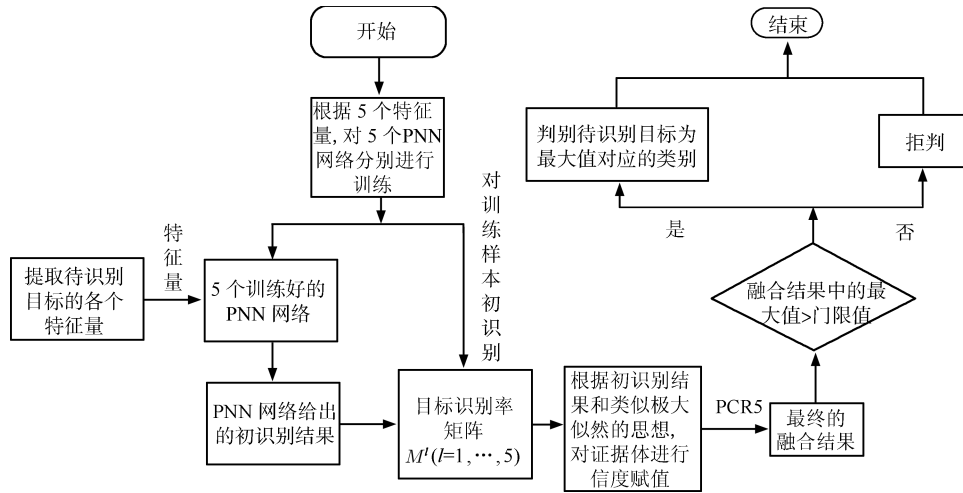 开始
根据 5 个特征
量,对 5 个PNN
网络分别进行
训练
对训练样本初识别
特征量
提取待识别
目标的各个
特征量
5 个训练好的
PNN 网络
PNN 网络给出
的初识别结果
目标识别率
矩阵
M^l(l=1,…,5)
根据初识别结
果和类似极大
似然的思想,
对证据体进行
信度赋值
PCR5
最终的
融合结果
融合结果中的最
大值>门限值
是
否
判别待识别目标为
最大值对应的类别
拒判
结束